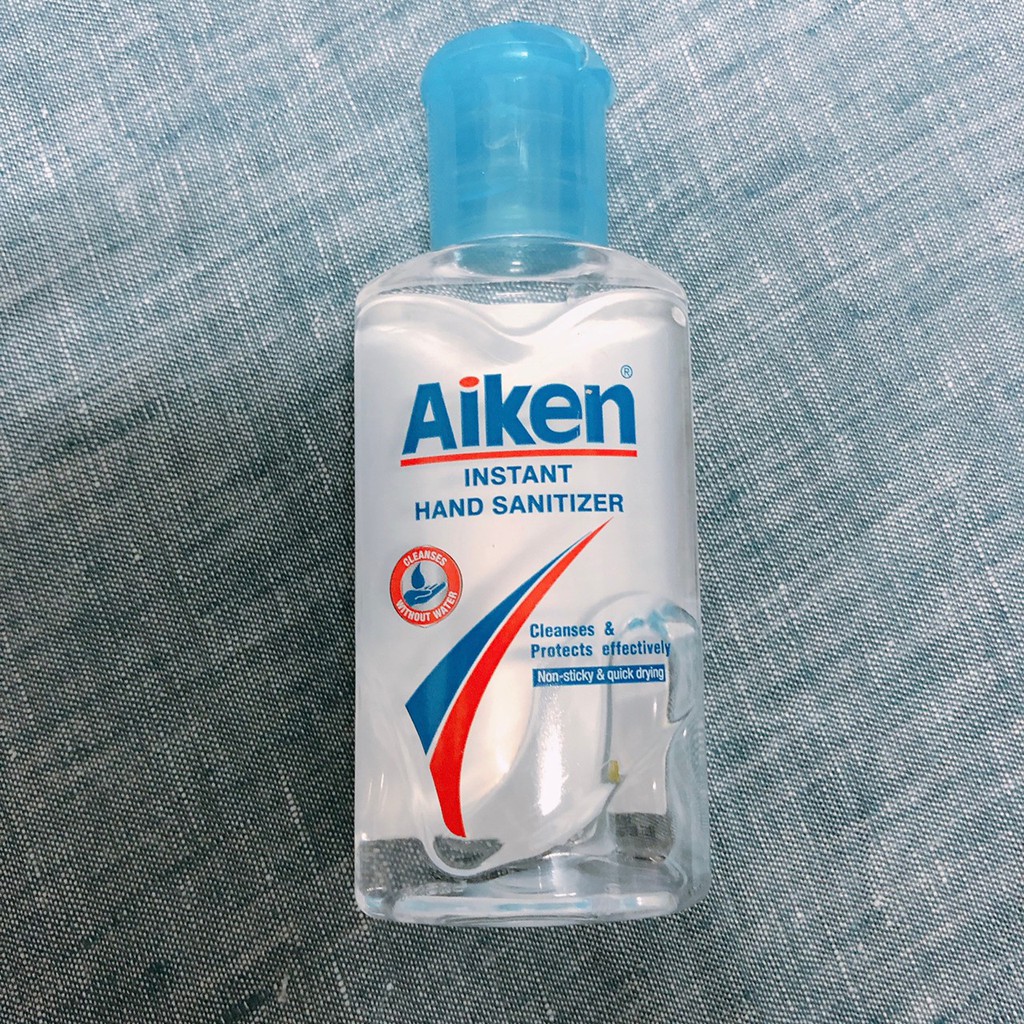 Aiken®
INSTANT
HAND SANITIZER
CLEANSES
WITHOUT WATER
Cleanses &
Protects effectively
Non-sticky & quick drying